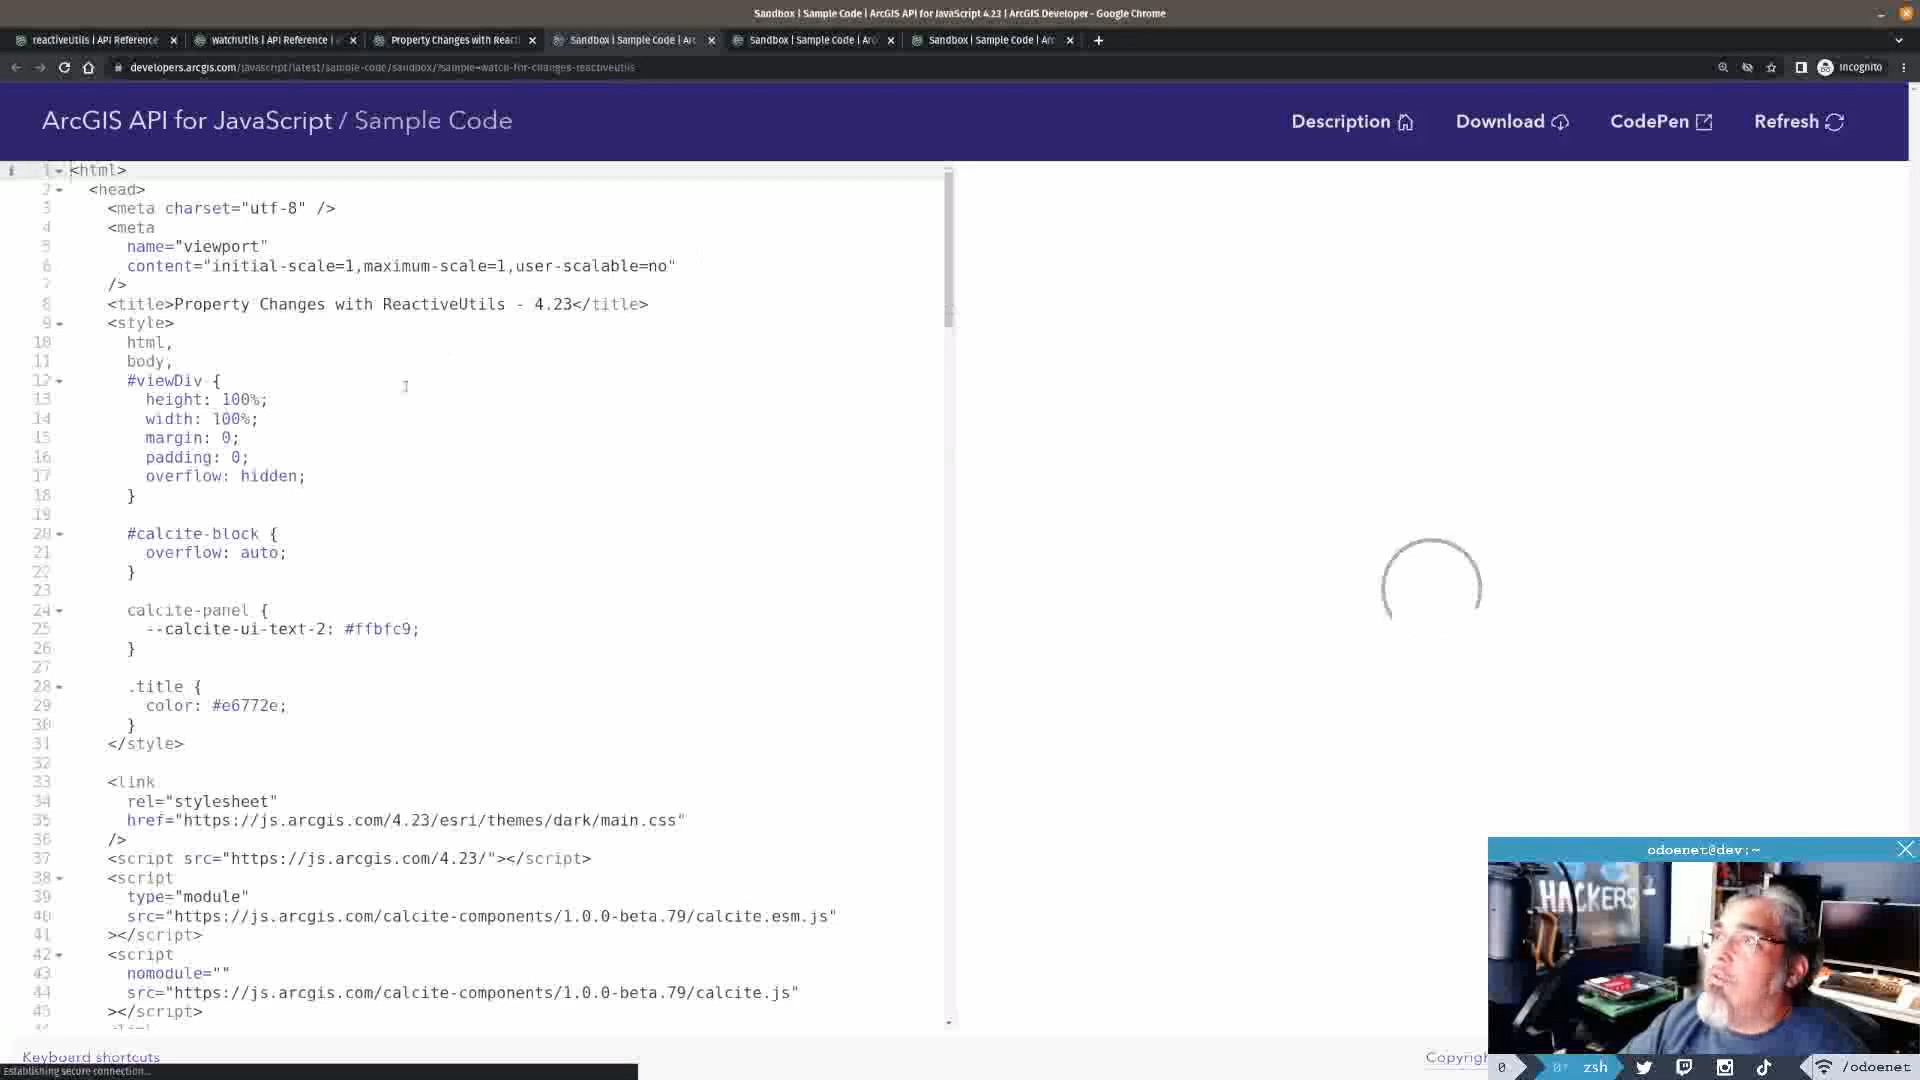 Sandbox | Sample Code | ArcGIS API for JavaScript 4.23 | ArcGIS Developer - Google Chrome
reactiveUtils | API Reference
watchUtils | API Reference |
Property Changes with React
Sandbox | Sample Code | Arc
Sandbox | Sample Code | Arc
Sandbox | Sample Code | Arc
developers.arcgis.com/javascript/latest/sample-code/sandbox/?sample=watch-for-changes-reactiveutils
Incognito
ArcGIS API for JavaScript / Sample Code
Description
Download
CodePen
Refresh
1 <html>
2 <head>
3 <meta charset="utf-8" />
4 <meta
5 name="viewport"
6 content="initial-scale=1,maximum-scale=1,user-scalable=no"
7 />
8 <title>Property Changes with ReactiveUtils - 4.23</title>
9 <style>
10 html,
11 body,
12 #viewDiv {
13 height: 100%;
14 width: 100%;
15 margin: 0;
16 padding: 0;
17 overflow: hidden;
18 }
19
20 #calcite-block {
21 overflow: auto;
22 }
23
24 calcite-panel {
25 --calcite-ui-text-2: #ffbfc9;
26 }
27
28 .title {
29 color: #e6772e;
30 }
31 </style>
32
33 <link
34 rel="stylesheet"
35 href="https://js.arcgis.com/4.23/esri/themes/dark/main.css"
36 />
37 <script src="https://js.arcgis.com/4.23/"></script>
38 <script
39 type="module"
40 src="https://js.arcgis.com/calcite-components/1.0.0-beta.79/calcite.esm.js"
41 ></script>
42 <script
43 nomodule=""
44 src="https://js.arcgis.com/calcite-components/1.0.0-beta.79/calcite.js"
45 ></script>
Keyboard shortcuts
Copyrigh
Establishing secure connection...
odoenet@dev:~
HACKERS
0
zsh
/odoenet